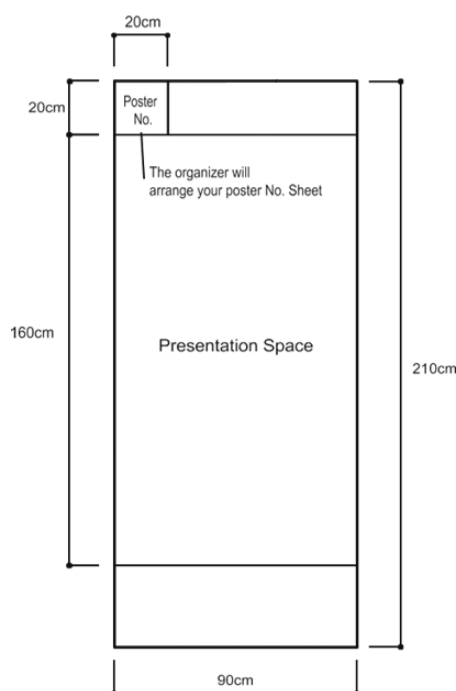 20cm
20cm
Poster
No.
The organizer will
arrange your poster No. Sheet
160cm
Presentation Space
210cm
90cm